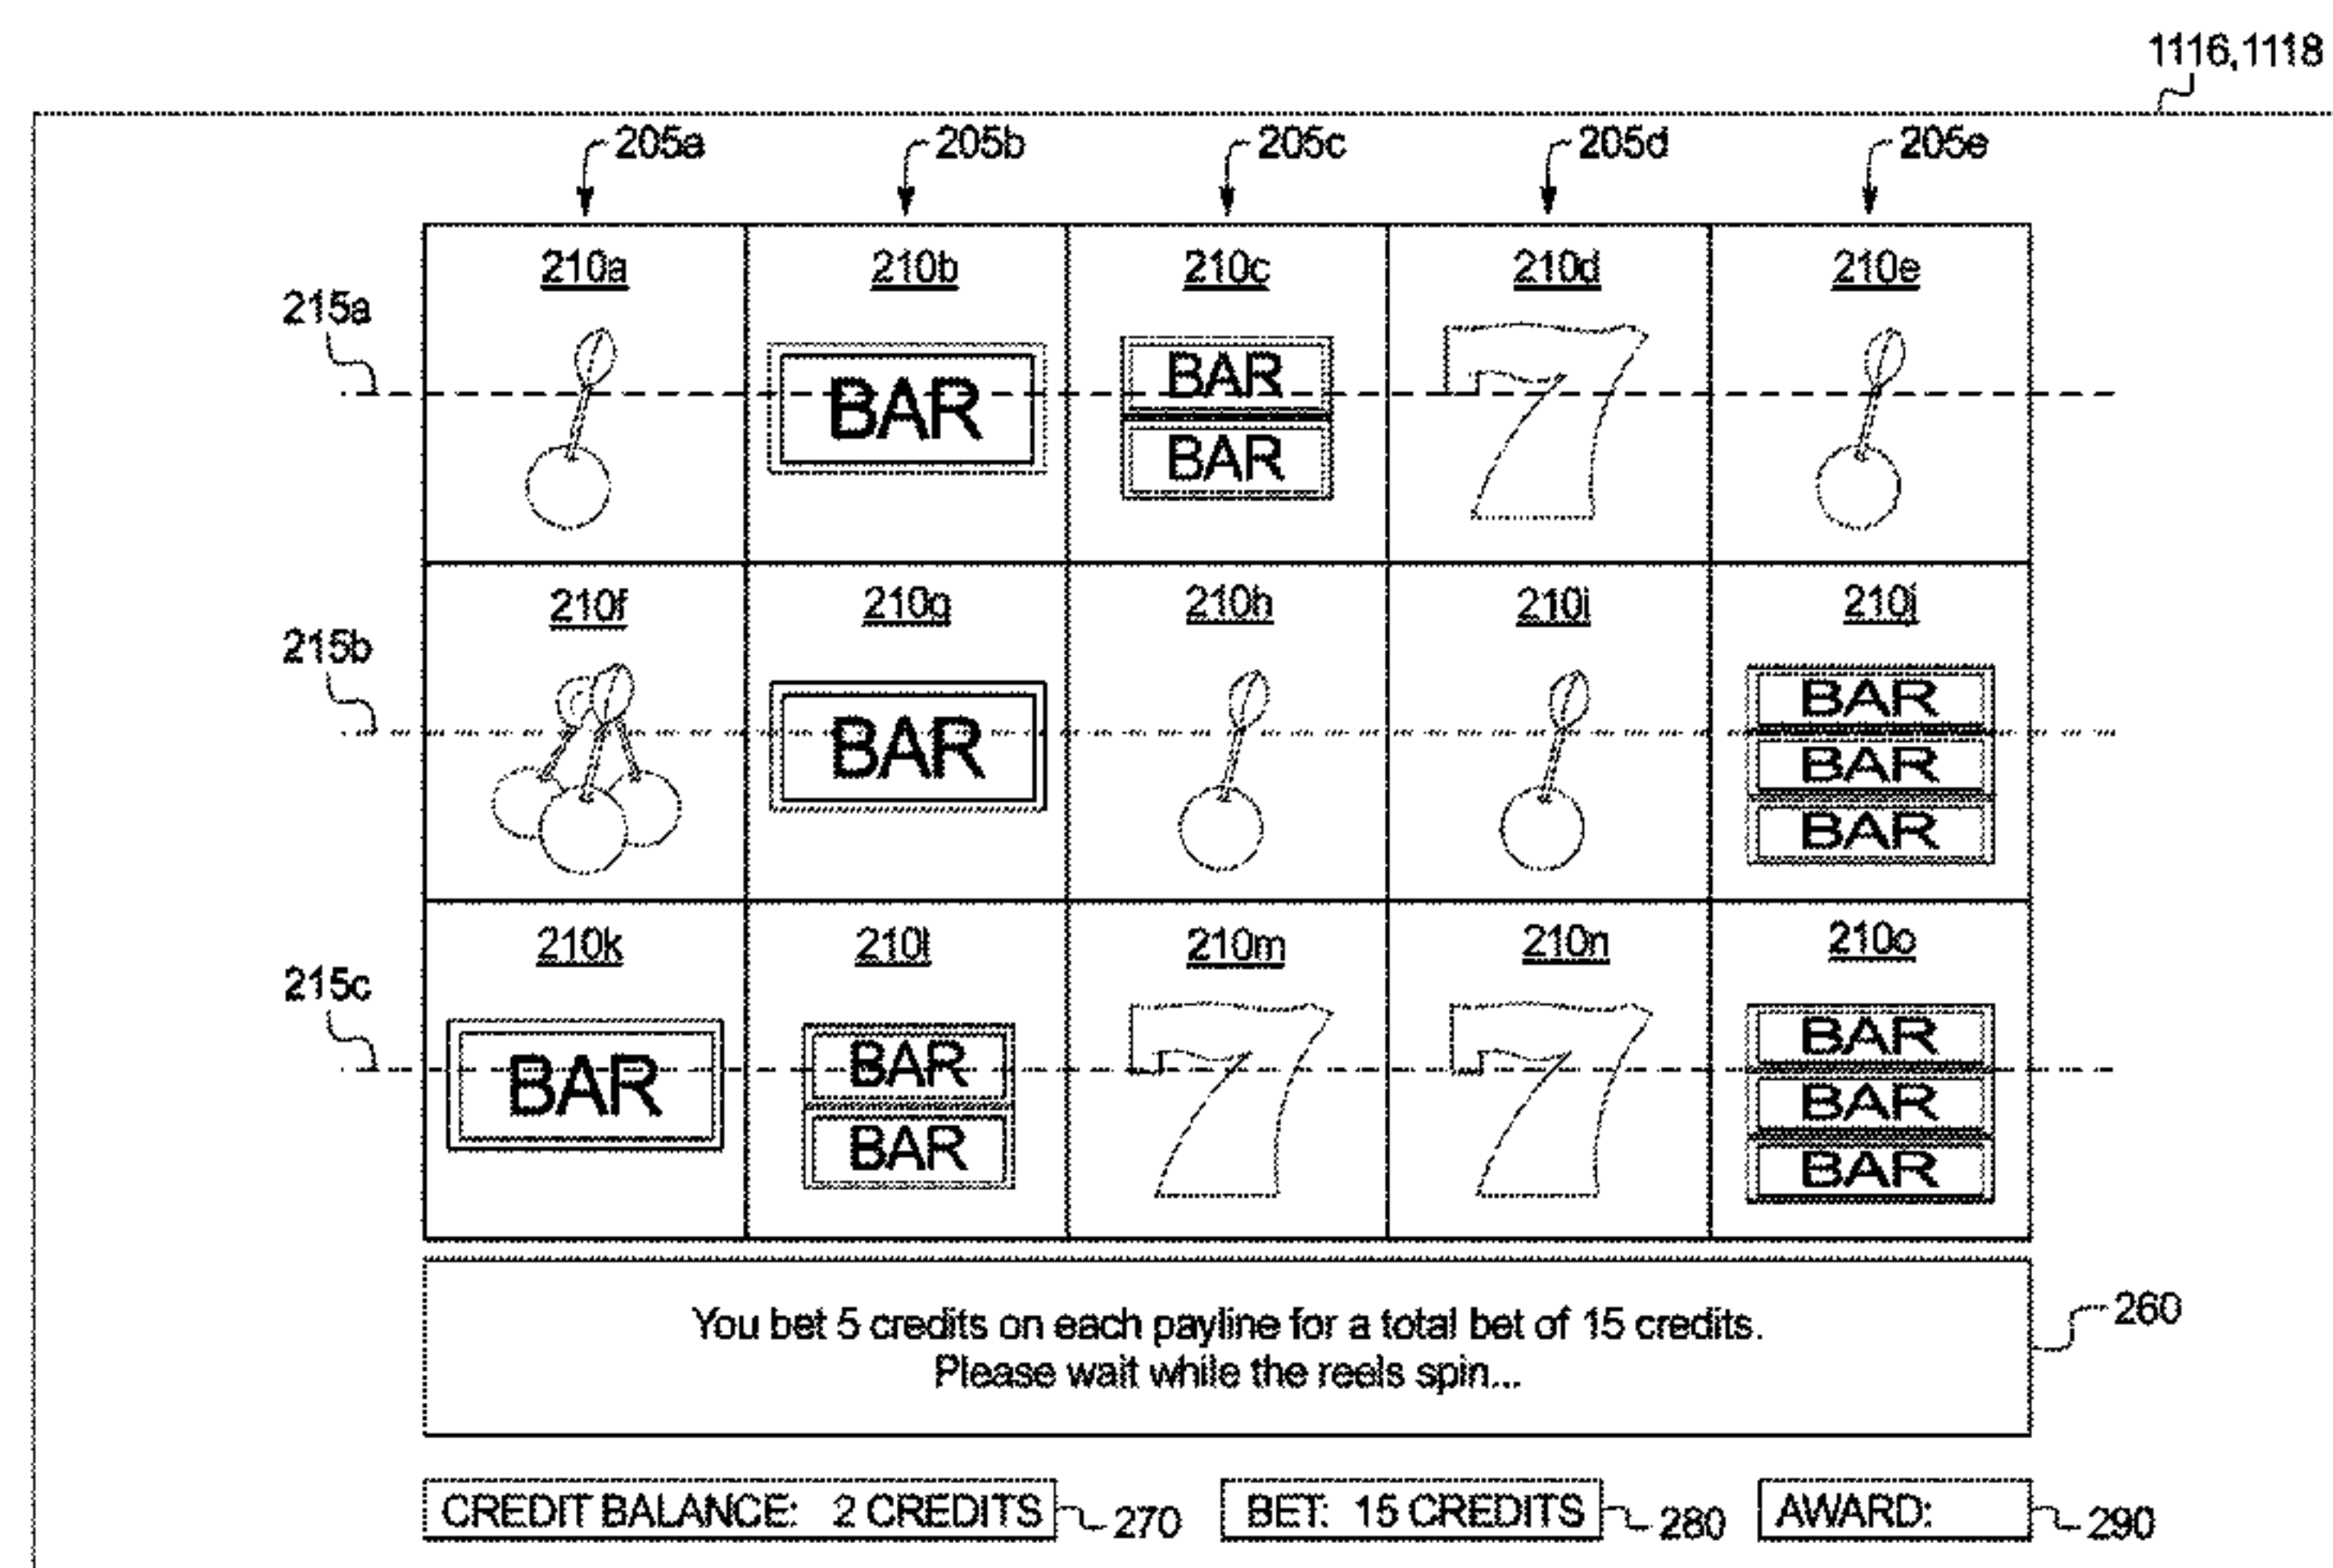 1116,1118
205a 205b 205c 205d 205e
210a 210b 210c 210d 210e
215a
BAR BAR
BAR
210f 210g 210h 210i 210j
215b
BAR BAR
BAR
BAR
210k 210l 210m 210n 210o
215c
BAR BAR BAR
BAR BAR
BAR
You bet 5 credits on each payline for a total bet of 15 credits.
Please wait while the reels spin...
260
CREDIT BALANCE: 2 CREDITS 270 BET: 15 CREDITS 280 AWARD: 290